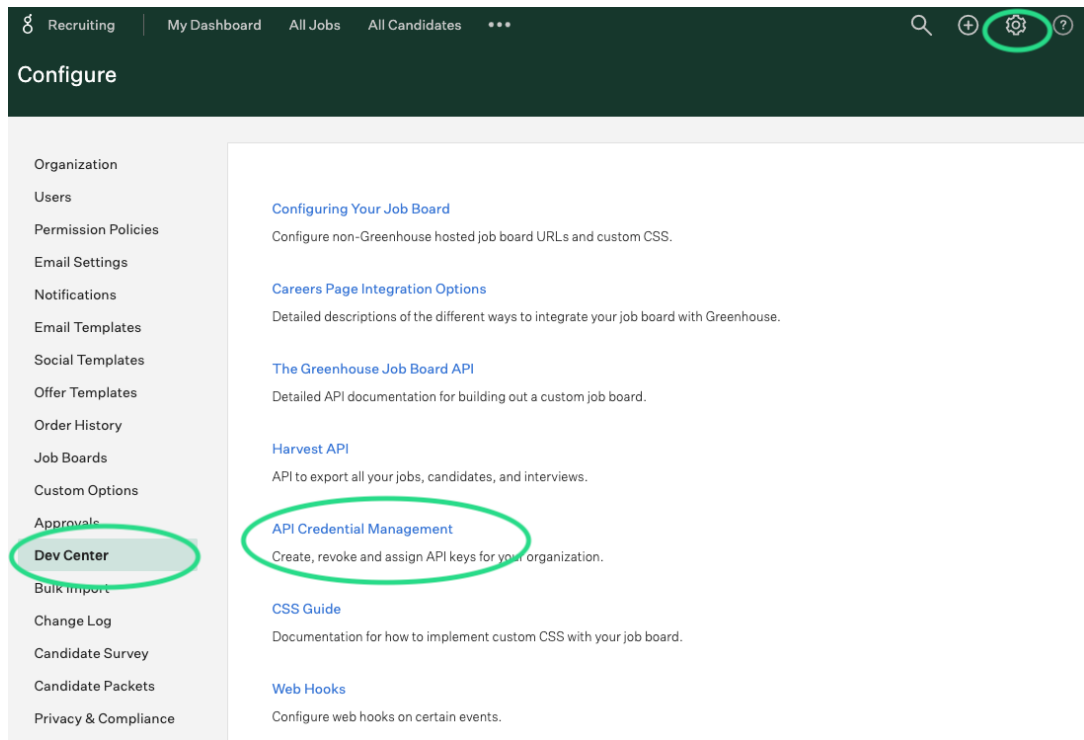 Recruiting My Dashboard All Jobs All Candidates •••
Configure
Organization
Users
Permission Policies
Email Settings
Notifications
Email Templates
Social Templates
Offer Templates
Order History
Job Boards
Custom Options
Approvals
Dev Center
Bulk Import
Change Log
Candidate Survey
Candidate Packets
Privacy & Compliance
Configuring Your Job Board
Configure non-Greenhouse hosted job board URLs and custom CSS.
Careers Page Integration Options
Detailed descriptions of the different ways to integrate your job board with Greenhouse.
The Greenhouse Job Board API
Detailed API documentation for building out a custom job board.
Harvest API
API to export all your jobs, candidates, and interviews.
API Credential Management
Create, revoke and assign API keys for your organization.
CSS Guide
Documentation for how to implement custom CSS with your job board.
Web Hooks
Configure web hooks on certain events.